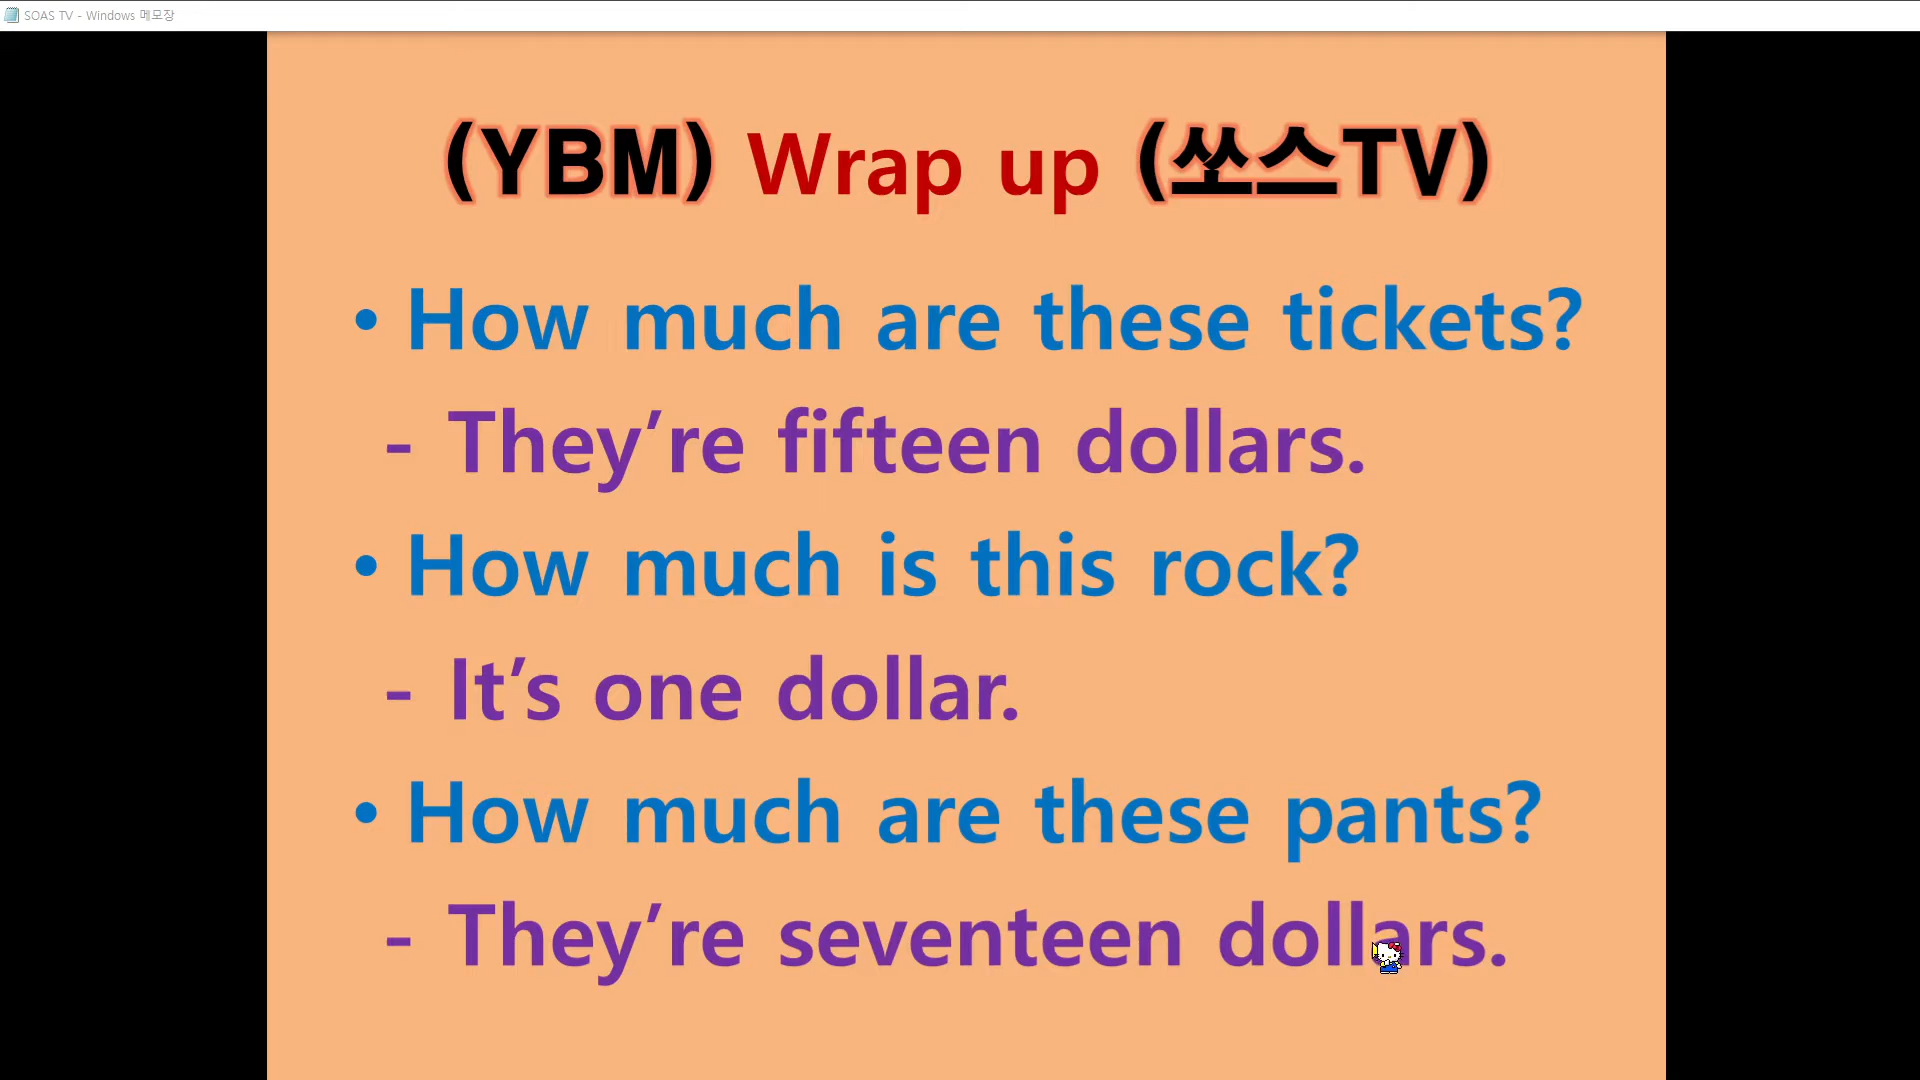 SOAS TV - Windows 메모장
(YBM) Wrap up (쏘스TV)
• How much are these tickets?
- They’re fifteen dollars.
• How much is this rock?
- It’s one dollar.
• How much are these pants?
- They’re seventeen dollars.